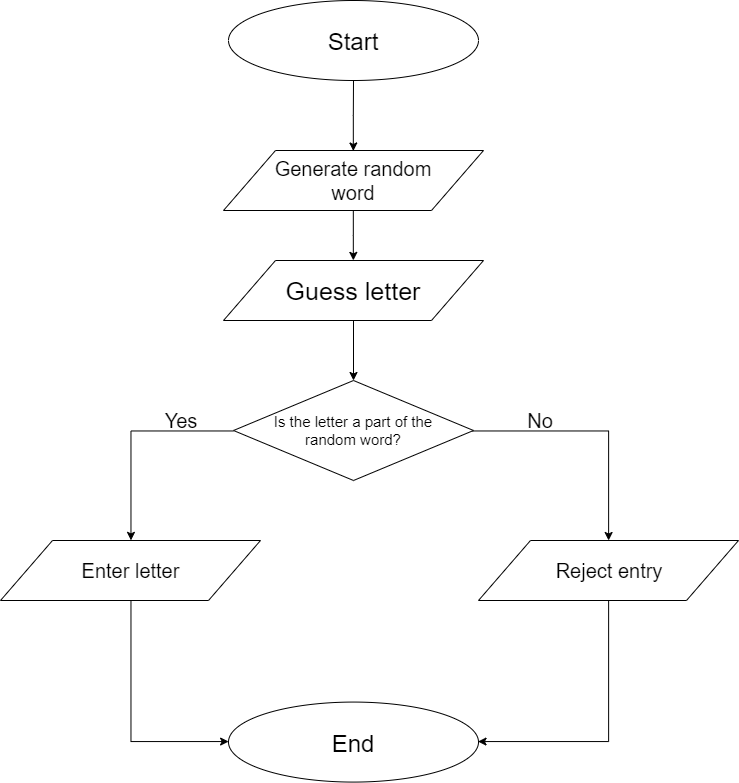 Start
Generate random
word
Guess letter
Is the letter a part of the
random word?
Yes
No
Enter letter
Reject entry
End